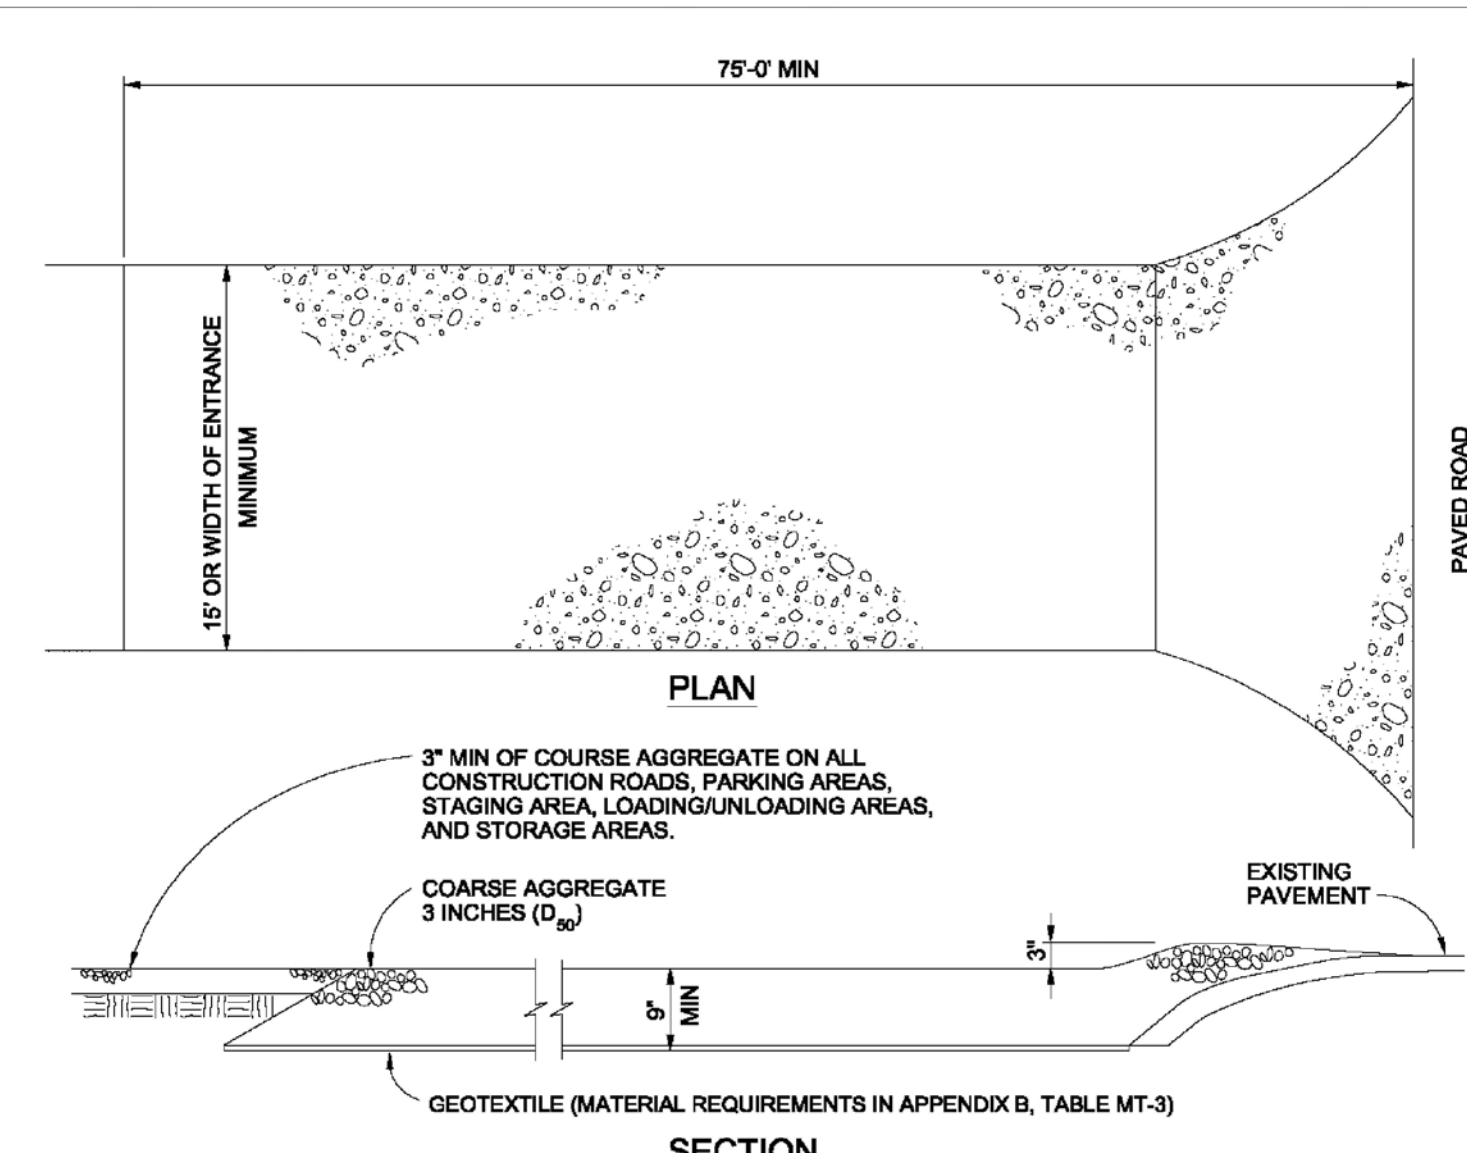 75'-0' MIN
15' OR WIDTH OF ENTRANCE
MINIMUM
PAVED ROAD
PLAN
3" MIN OF COURSE AGGREGATE ON ALL
CONSTRUCTION ROADS, PARKING AREAS,
STAGING AREA, LOADING/UNLOADING AREAS,
AND STORAGE AREAS.
COARSE AGGREGATE
3 INCHES (D50)
EXISTING
PAVEMENT
3"
9"
MIN
GEOTEXTILE (MATERIAL REQUIREMENTS IN APPENDIX B, TABLE MT-3)
SECTION